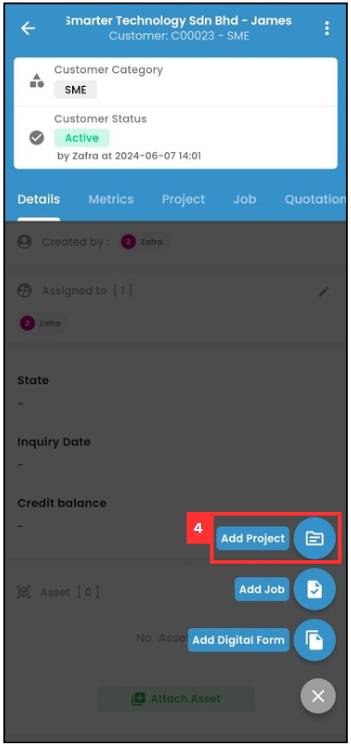 Smarter Technology Sdn Bhd - James
Customer: C00023 - SME
Customer Category
SME
Customer Status
Active
by Zafra at 2024-06-07 14:01
Details Metrics Project Job Quotation
Created by : Z Zafra
Assigned to [ 1 ]
Z Zafra
State
-
Inquiry Date
-
Credit balance
-
4 Add Project
Add Job
Asset [ 0 ]
No Asse
Add Digital Form
Attach Asset